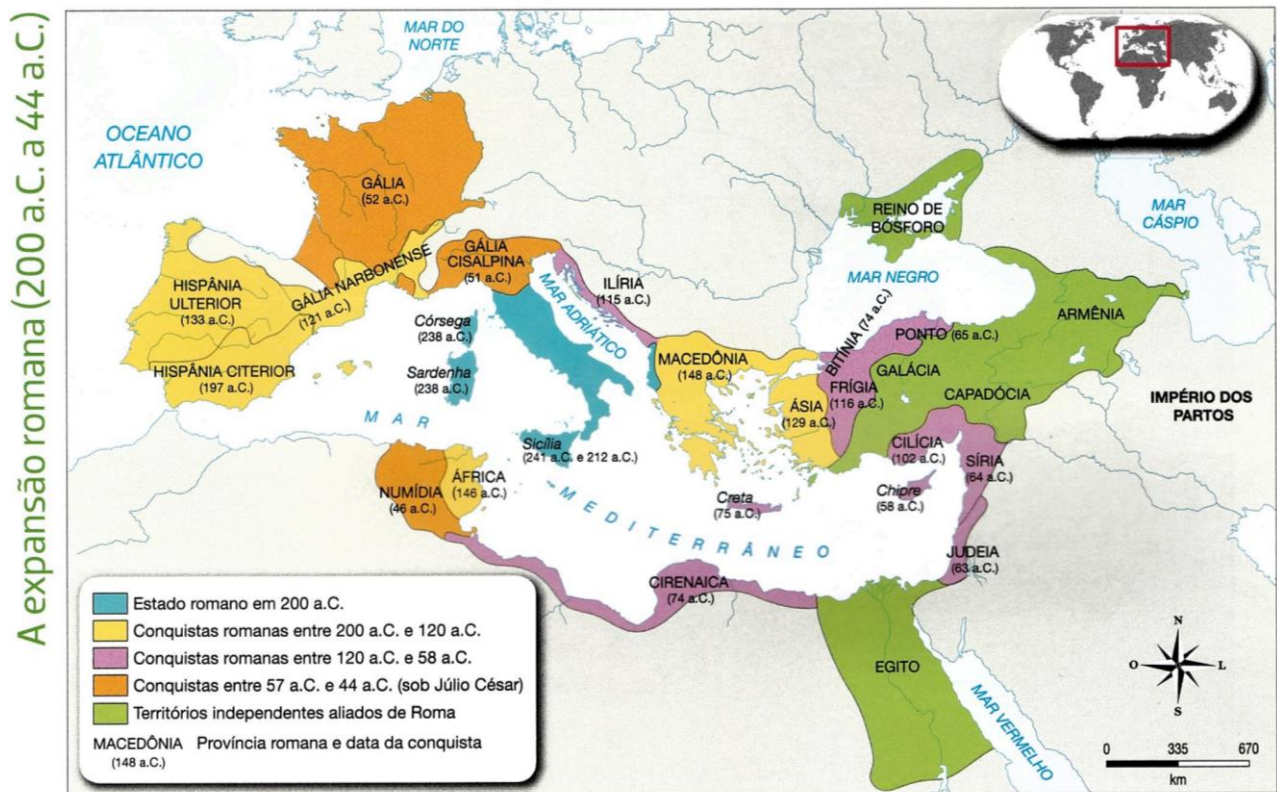 A expansão romana (200 a.C. a 44 a.C.)
MAR DO
NORTE
OCEANO
ATLÂNTICO
GÁLIA
(52 a.C.)
GÁLIA
CISALPINA
(51 a.C.)
GÁLIA NARBONENSE
(121 a.C.)
HISPÂNIA
ULTERIOR
(133 a.C.)
HISPÂNIA CITERIOR
(197 a.C.)
Córsega
(238 a.C.)
Sardenha
(238 a.C.)
MAR ADRIÁTICO
ILÍRIA
(115 a.C.)
MACEDÔNIA
(148 a.C.)
REINO DE
BÓSFORO
MAR NEGRO
MAR
CÁSPIO
BITÍNIA (74 a.C.)
PONTO (65 a.C.)
ARMÊNIA
GALÁCIA
CAPADÓCIA
FRÍGIA
(116 a.C.)
ÁSIA
(129 a.C.)
IMPÉRIO DOS
PARTOS
CILÍCIA
(102 a.C.)
SÍRIA
(64 a.C.)
Chipre
(58 a.C.)
Creta
(75 a.C.)
Sicília
(241 a.C. e 212 a.C.)
MAR MEDITERRÂNEO
NUMÍDIA
(46 a.C.)
ÁFRICA
(146 a.C.)
CIRENAICA
(74 a.C.)
JUDEIA
(63 a.C.)
EGITO
MAR VERMELHO
Estado romano em 200 a.C.
Conquistas romanas entre 200 a.C. e 120 a.C.
Conquistas romanas entre 120 a.C. e 58 a.C.
Conquistas entre 57 a.C. e 44 a.C. (sob Júlio César)
Territórios independentes aliados de Roma
MACEDÔNIA Província romana e data da conquista
(148 a.C.)
N
O L
S
0 335 670
km